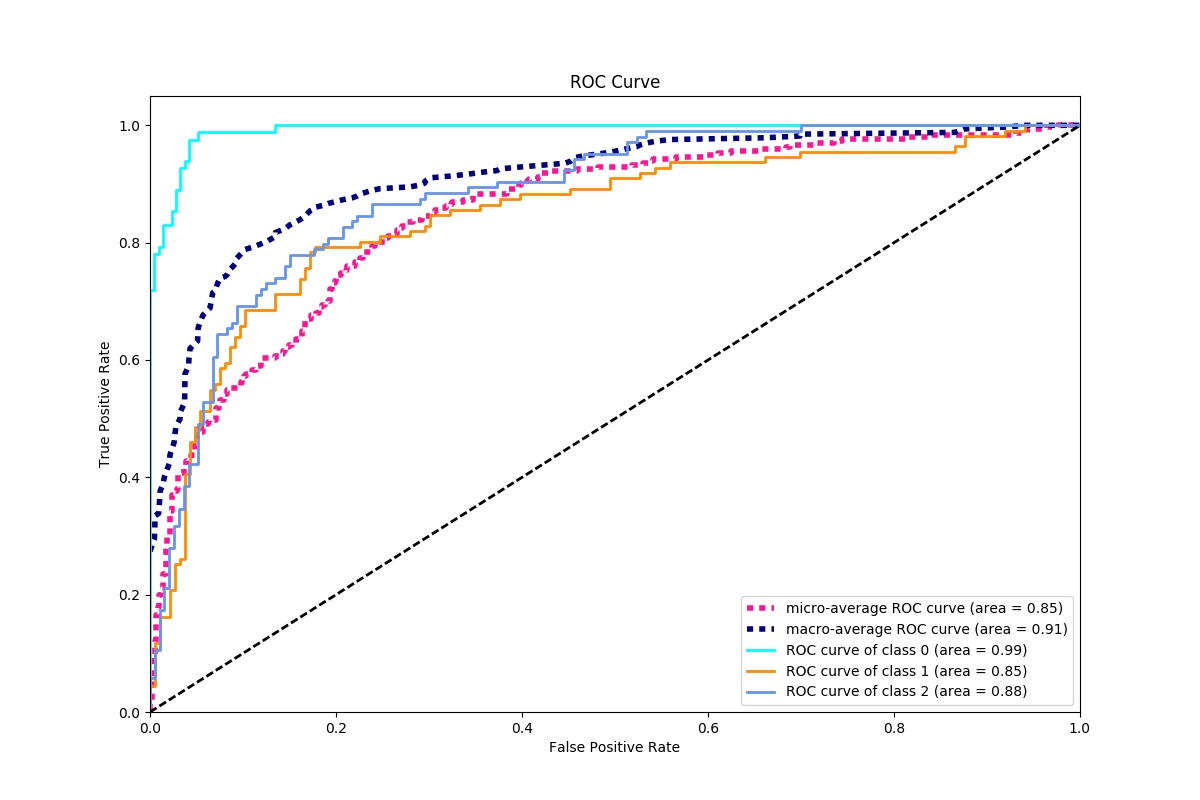 ROC Curve
1.0
0.8
0.6
0.4
0.2
0.0
True Positive Rate
0.0 0.2 0.4 0.6 0.8 1.0
False Positive Rate
micro-average ROC curve (area = 0.85)
macro-average ROC curve (area = 0.91)
ROC curve of class 0 (area = 0.99)
ROC curve of class 1 (area = 0.85)
ROC curve of class 2 (area = 0.88)